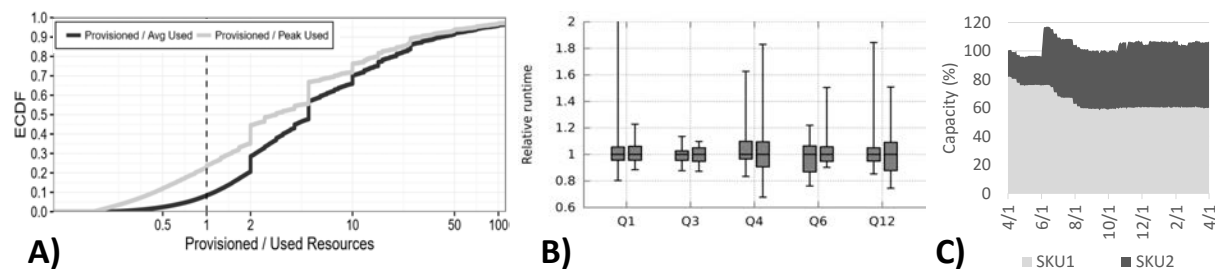 1.0
0.9
0.8
0.7
0.6
0.5
0.4
0.3
0.2
0.1
0.0
ECDF
Provisioned / Avg Used
Provisioned / Peak Used
0.5
1
2
10
50
100
Provisioned / Used Resources
A)
2
1.8
1.6
1.4
1.2
1
0.8
0.6
Relative runtime
Q1
Q3
Q4
Q6
Q12
B)
120
100
80
60
40
20
0
Capacity (%)
4/1
6/1
8/1
10/1
12/1
2/1
4/1
SKU1
SKU2
C)